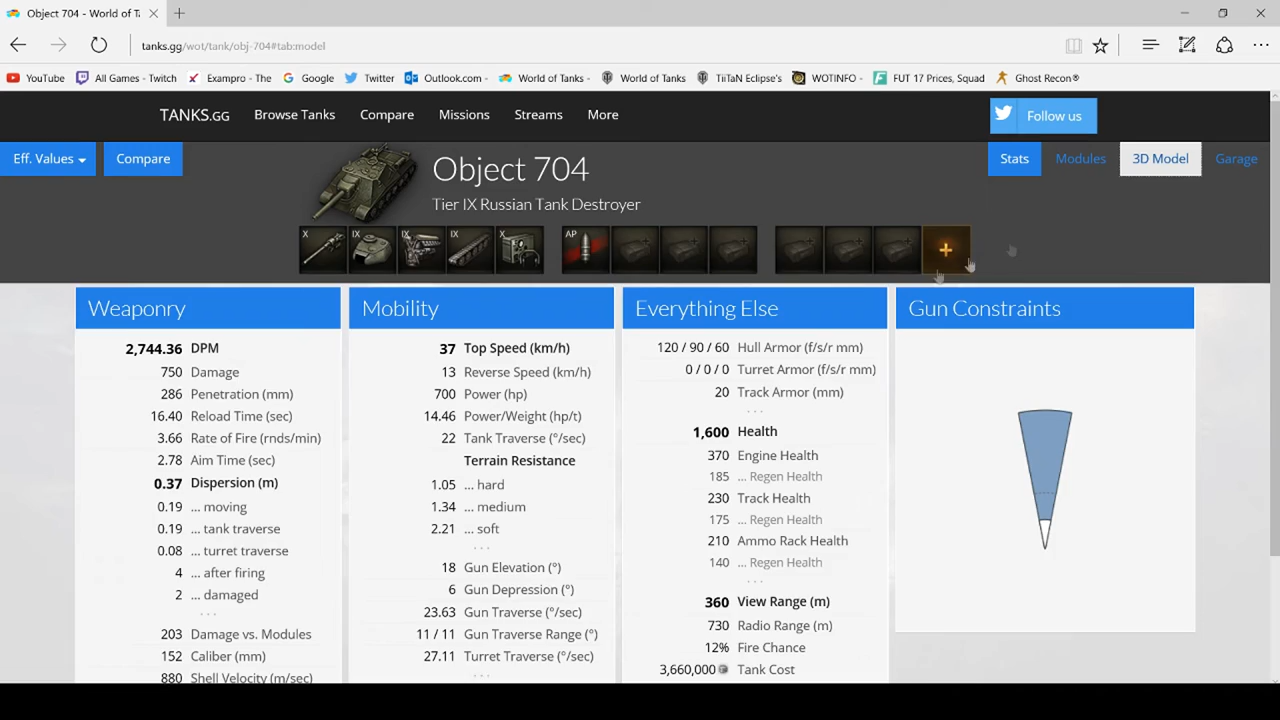 Object 704 - World of Ta
tanks.gg/wot/tank/obj-704#tab:model
YouTube All Games - Twitch Exampro - The Google Twitter Outlook.com - World of Tanks - World of Tanks TiiTaN Eclipse's WOTINFO - FUT 17 Prices, Squad Ghost Recon®
TANKS.GG Browse Tanks Compare Missions Streams More Follow us
Eff. Values Compare Object 704 Stats Modules 3D Model Garage
Tier IX Russian Tank Destroyer
X IX IX IX X AP
Weaponry
2,744.36 DPM
750 Damage
286 Penetration (mm)
16.40 Reload Time (sec)
3.66 Rate of Fire (rnds/min)
2.78 Aim Time (sec)
0.37 Dispersion (m)
0.19 ... moving
0.19 ... tank traverse
0.08 ... turret traverse
4 ... after firing
2 ... damaged
. . .
203 Damage vs. Modules
152 Caliber (mm)
880 Shell Velocity (m/sec)
Mobility
37 Top Speed (km/h)
13 Reverse Speed (km/h)
700 Power (hp)
14.46 Power/Weight (hp/t)
22 Tank Traverse (°/sec)
Terrain Resistance
1.05 ... hard
1.34 ... medium
2.21 ... soft
. . .
18 Gun Elevation (°)
6 Gun Depression (°)
23.63 Gun Traverse (°/sec)
11 / 11 Gun Traverse Range (°)
27.11 Turret Traverse (°/sec)
. . .
Everything Else
120 / 90 / 60 Hull Armor (f/s/r mm)
0 / 0 / 0 Turret Armor (f/s/r mm)
20 Track Armor (mm)
. . .
1,600 Health
370 Engine Health
185 ... Regen Health
230 Track Health
175 ... Regen Health
210 Ammo Rack Health
140 ... Regen Health
. . .
360 View Range (m)
730 Radio Range (m)
12% Fire Chance
3,660,000 Tank Cost
Gun Constraints